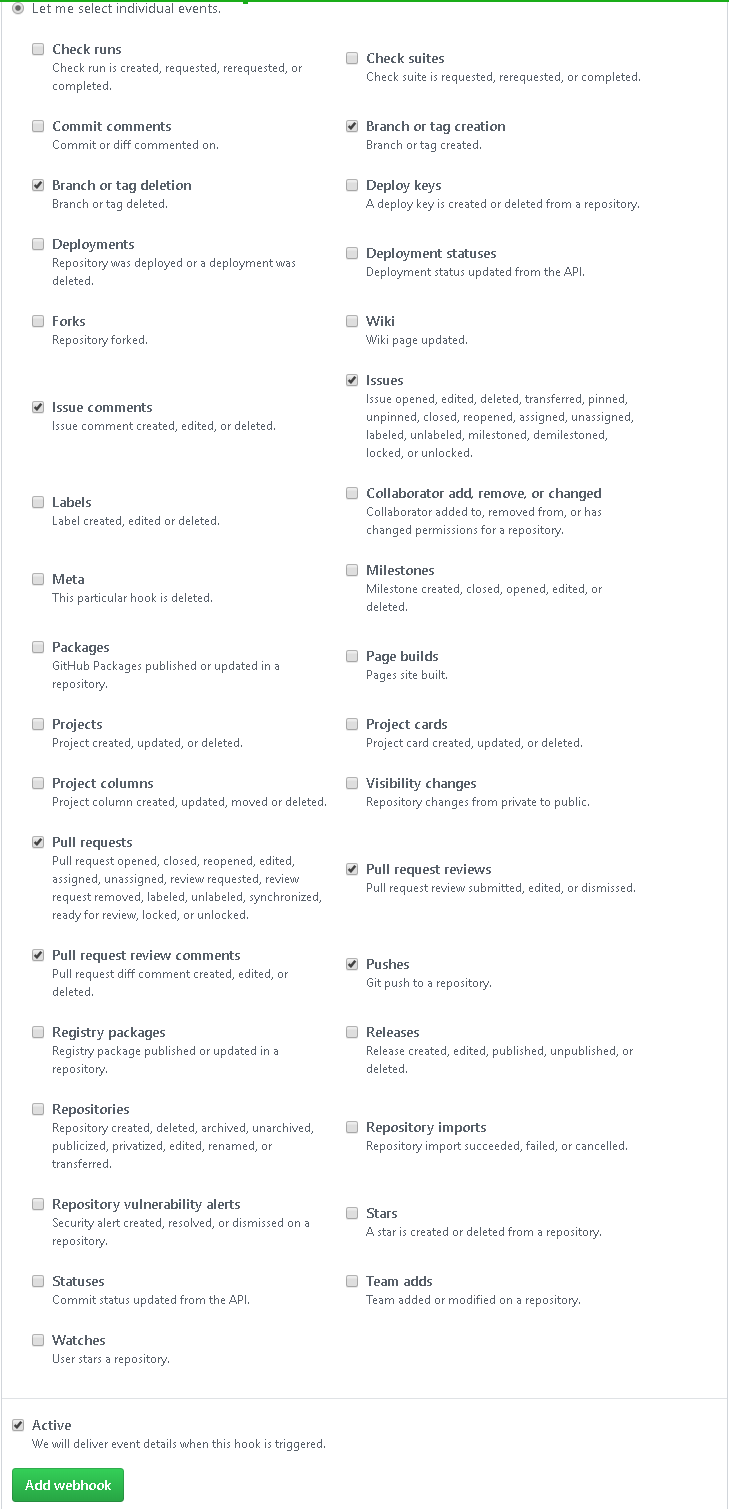 Let me select individual events.
Check runs
Check run is created, requested, rerequested, or
completed.
Check suites
Check suite is requested, rerequested, or completed.
Commit comments
Commit or diff commented on.
Branch or tag creation
Branch or tag created.
Branch or tag deletion
Branch or tag deleted.
Deploy keys
A deploy key is created or deleted from a repository.
Deployments
Repository was deployed or a deployment was
deleted.
Deployment statuses
Deployment status updated from the API.
Forks
Repository forked.
Wiki
Wiki page updated.
Issue comments
Issue comment created, edited, or deleted.
Issues
Issue opened, edited, deleted, transferred, pinned,
unpinned, closed, reopened, assigned, unassigned,
labeled, unlabeled, milestoned, demilestoned,
locked, or unlocked.
Labels
Label created, edited or deleted.
Collaborator add, remove, or changed
Collaborator added to, removed from, or has
changed permissions for a repository.
Meta
This particular hook is deleted.
Milestones
Milestone created, closed, opened, edited, or
deleted.
Packages
GitHub Packages published or updated in a
repository.
Page builds
Pages site built.
Projects
Project created, updated, or deleted.
Project cards
Project card created, updated, or deleted.
Project columns
Project column created, updated, moved or deleted.
Visibility changes
Repository changes from private to public.
Pull requests
Pull request opened, closed, reopened, edited,
assigned, unassigned, review requested, review
request removed, labeled, unlabeled, synchronized,
ready for review, locked, or unlocked.
Pull request reviews
Pull request review submitted, edited, or dismissed.
Pull request review comments
Pull request diff comment created, edited, or
deleted.
Pushes
Git push to a repository.
Registry packages
Registry package published or updated in a
repository.
Releases
Release created, edited, published, unpublished, or
deleted.
Repositories
Repository created, deleted, archived, unarchived,
publicized, privatized, edited, renamed, or
transferred.
Repository imports
Repository import succeeded, failed, or cancelled.
Repository vulnerability alerts
Security alert created, resolved, or dismissed on a
repository.
Stars
A star is created or deleted from a repository.
Statuses
Commit status updated from the API.
Team adds
Team added or modified on a repository.
Watches
User stars a repository.
Active
We will deliver event details when this hook is triggered.
Add webhook